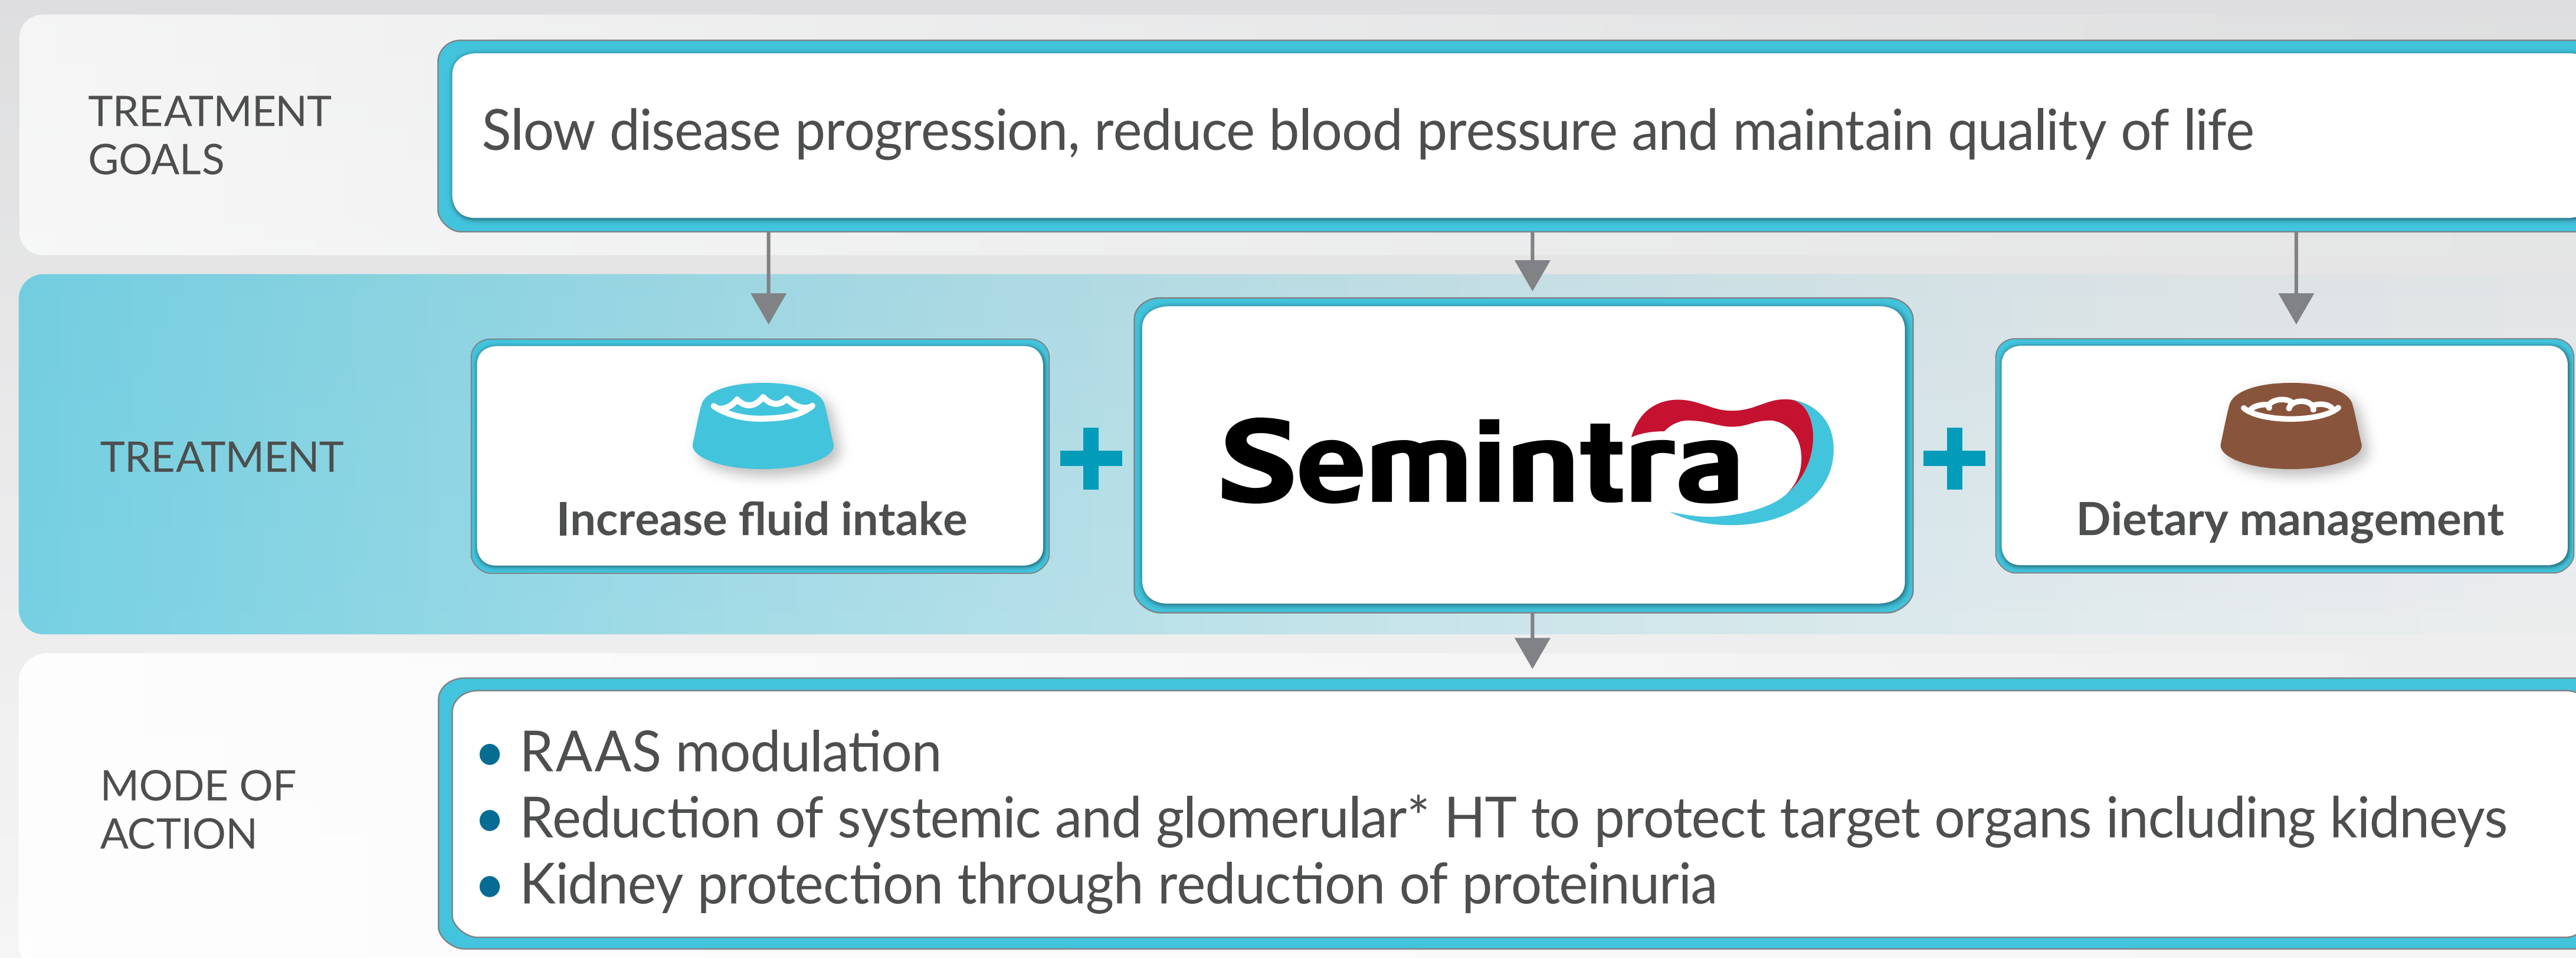 TREATMENT
GOALS
Slow disease progression, reduce blood pressure and maintain quality of life
TREATMENT
Increase fluid intake
+
Semintra
+
Dietary management
MODE OF
ACTION
• RAAS modulation
• Reduction of systemic and glomerular* HT to protect target organs including kidneys
• Kidney protection through reduction of proteinuria